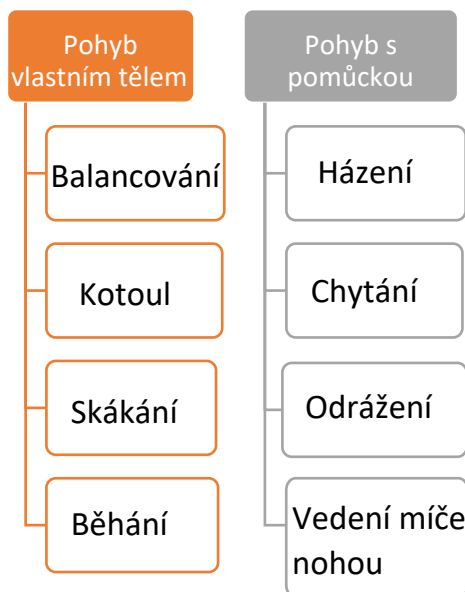 Pohyb
vlastním tělem
Balancování
Kotoul
Skákání
Běhání
Pohyb s
pomůckou
Házení
Chytání
Odrážení
Vedení míče
nohou